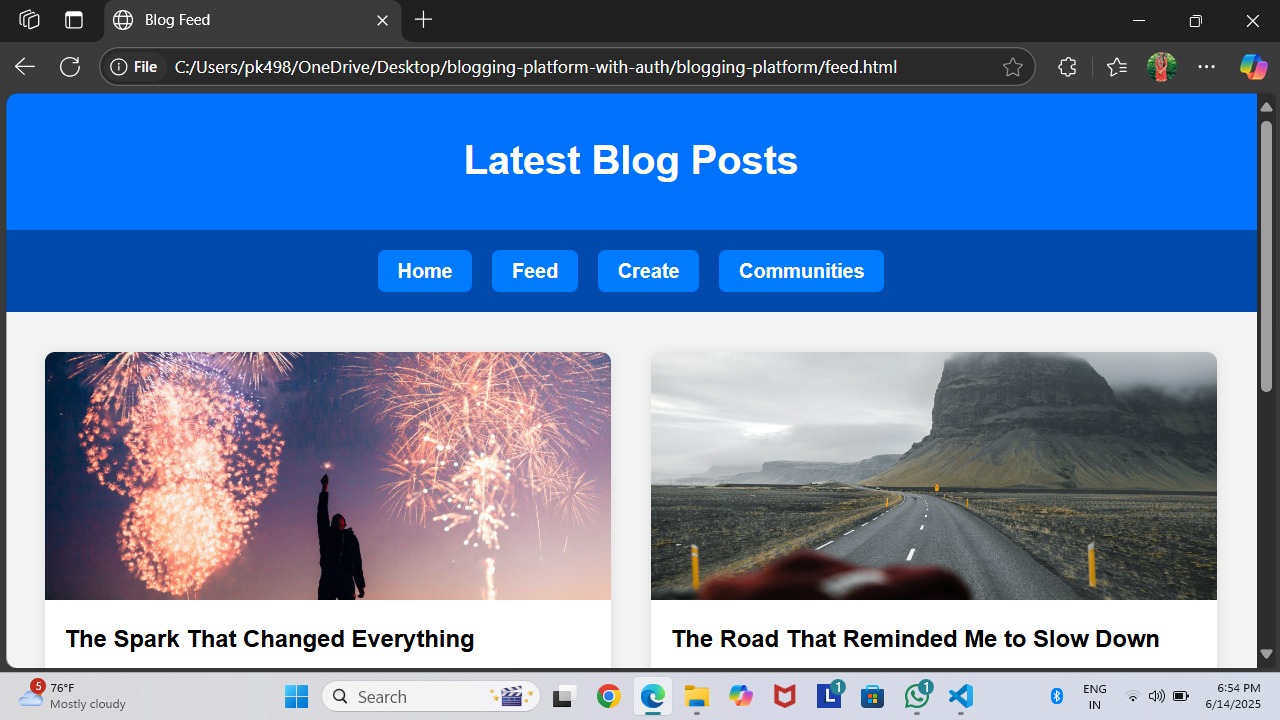 Blog Feed
File C:/Users/pk498/OneDrive/Desktop/blogging-platform-with-auth/blogging-platform/feed.html
Latest Blog Posts
Home Feed Create Communities
The Spark That Changed Everything
The Road That Reminded Me to Slow Down
5
76°F
Mostly cloudy
Search
L
1
1
ENG
IN
6:54 PM
6/14/2025